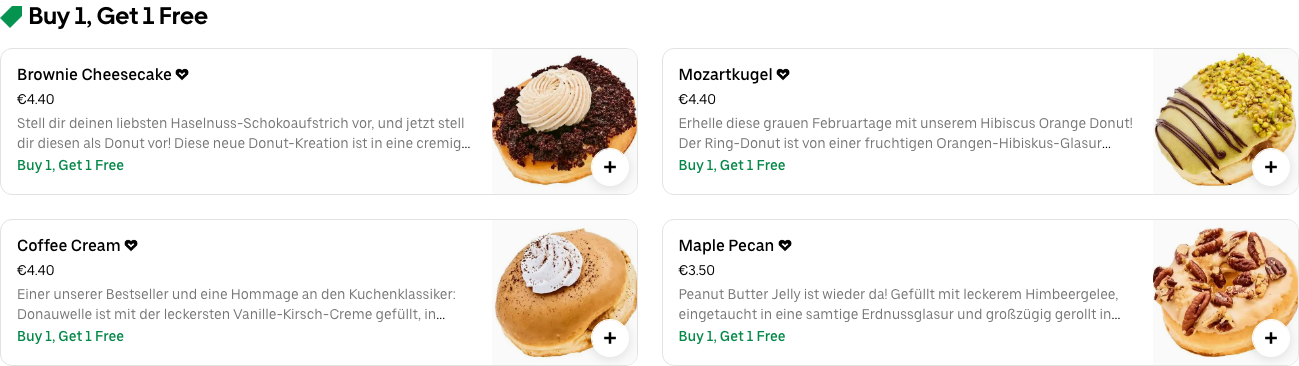 Buy 1, Get 1 Free
Brownie Cheesecake
€4.40
Stell dir deinen liebsten Haselnuss-Schokoaufstrich vor, und jetzt stell
dir diesen als Donut vor! Diese neue Donut-Kreation ist in eine cremig...
Buy 1, Get 1 Free
Mozartkugel
€4.40
Erhelle diese grauen Februartage mit unserem Hibiscus Orange Donut!
Der Ring-Donut ist von einer fruchtigen Orangen-Hibiskus-Glasur...
Buy 1, Get 1 Free
Coffee Cream
€4.40
Einer unserer Bestseller und eine Hommage an den Kuchenklassiker:
Donauwelle ist mit der leckersten Vanille-Kirsch-Creme gefüllt, in...
Buy 1, Get 1 Free
Maple Pecan
€3.50
Peanut Butter Jelly ist wieder da! Gefüllt mit leckerem Himbeergelee,
eingetaucht in eine samtige Erdnussglasur und großzügig gerollt in...
Buy 1, Get 1 Free